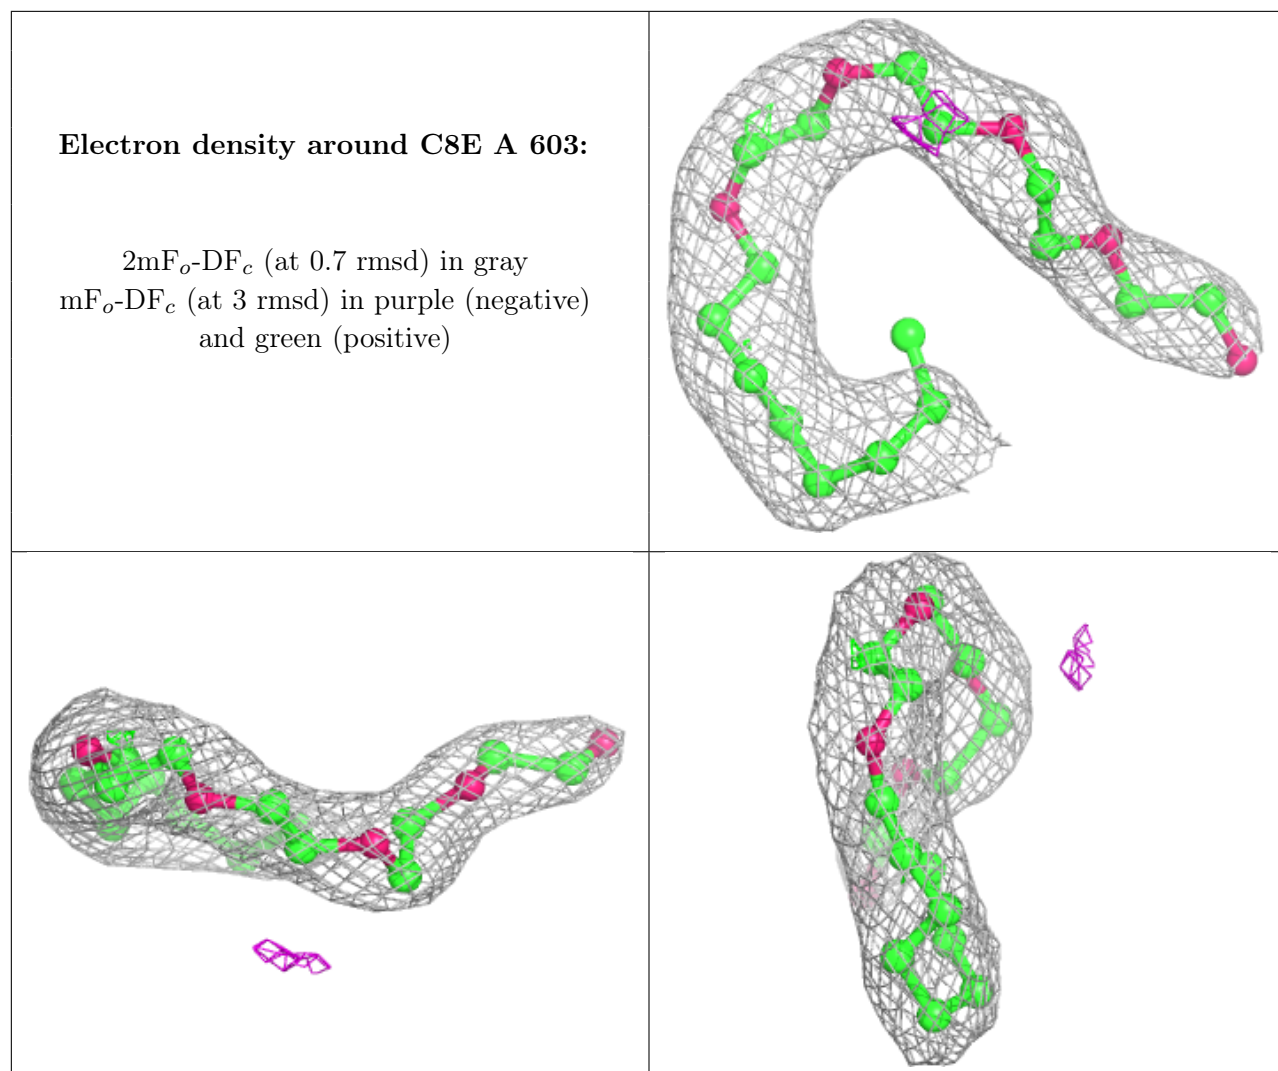 Electron density around C8E A 603:
2mFo-DFc (at 0.7 rmsd) in gray
mFo-DFc (at 3 rmsd) in purple (negative)
and green (positive)